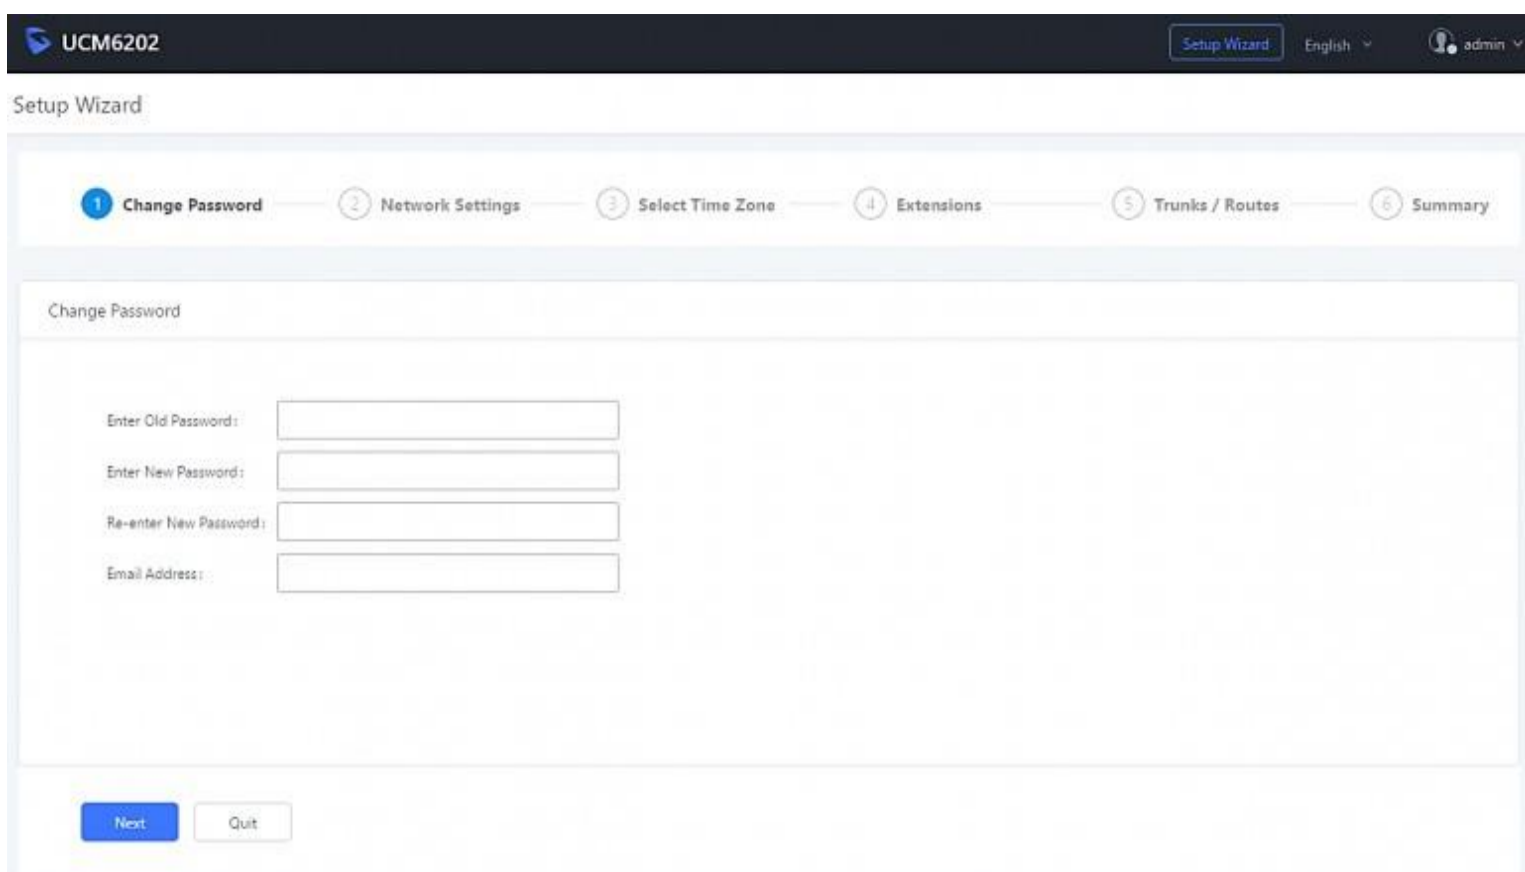 UCM6202
Setup Wizard English admin
Setup Wizard
1 Change Password 2 Network Settings 3 Select Time Zone 4 Extensions 5 Trunks / Routes 6 Summary
Change Password
Enter Old Password:
Enter New Password:
Re-enter New Password:
Email Address:
Next Quit